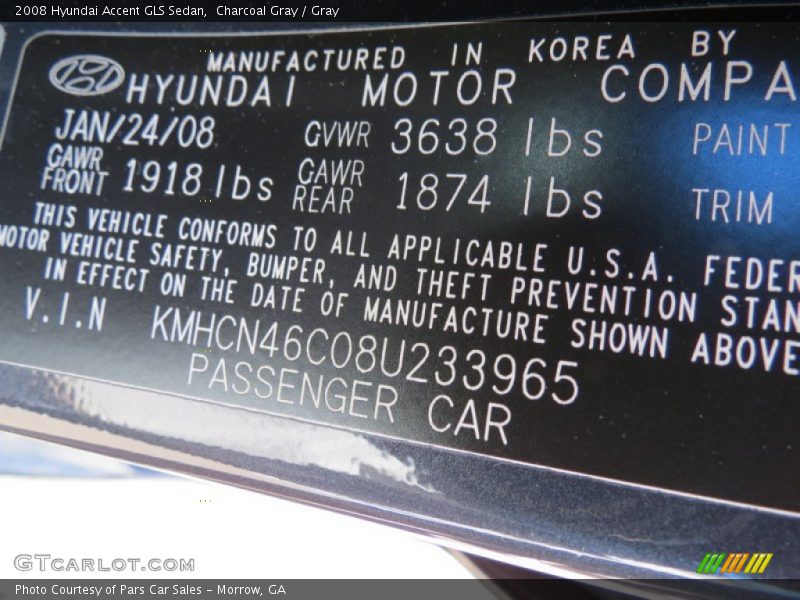 2008 Hyundai Accent GLS Sedan,  Charcoal Gray / Gray
MANUFACTURED IN KOREA BY
HYUNDAI MOTOR COMPA
JAN/24/08 GVWR 3638 lbs PAINT
GAWR FRONT 1918 lbs GAWR REAR 1874 lbs TRIM
THIS VEHICLE CONFORMS TO ALL APPLICABLE U.S.A. FEDER
MOTOR VEHICLE SAFETY, BUMPER, AND THEFT PREVENTION STAN
IN EFFECT ON THE DATE OF MANUFACTURE SHOWN ABOVE
V.I.N KMHCN46C08U233965
PASSENGER CAR
GTcarlot.com
Photo Courtesy of Pars Car Sales - Morrow, GA